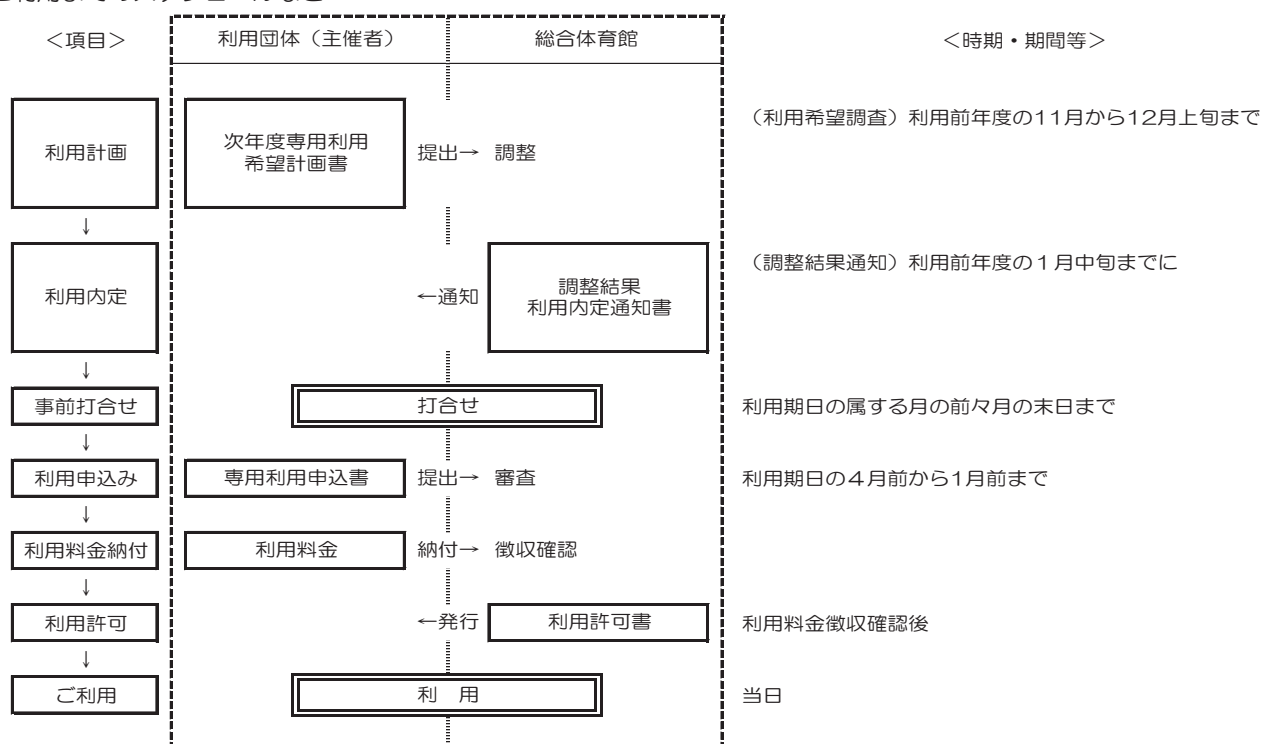 ＜項目＞ 利用団体（主催者） 総合体育館 ＜時期・期間等＞
（利用希望調査）利用前年度の11月から12月上旬まで
利用計画 次年度専用利用
希望計画書 提出→ 調整
↓
（調整結果通知）利用前年度の１月中旬までに
利用内定 ←通知 調整結果
利用内定通知書
↓
事前打合せ 打合せ 利用期日の属する月の前々月の末日まで
↓
利用申込み 専用利用申込書 提出→ 審査 利用期日の４月前から1月前まで
↓
利用料金納付 利用料金 納付→ 徴収確認
↓
利用許可 ←発行 利用許可書 利用料金徴収確認後
↓
ご利用 利　用 当日